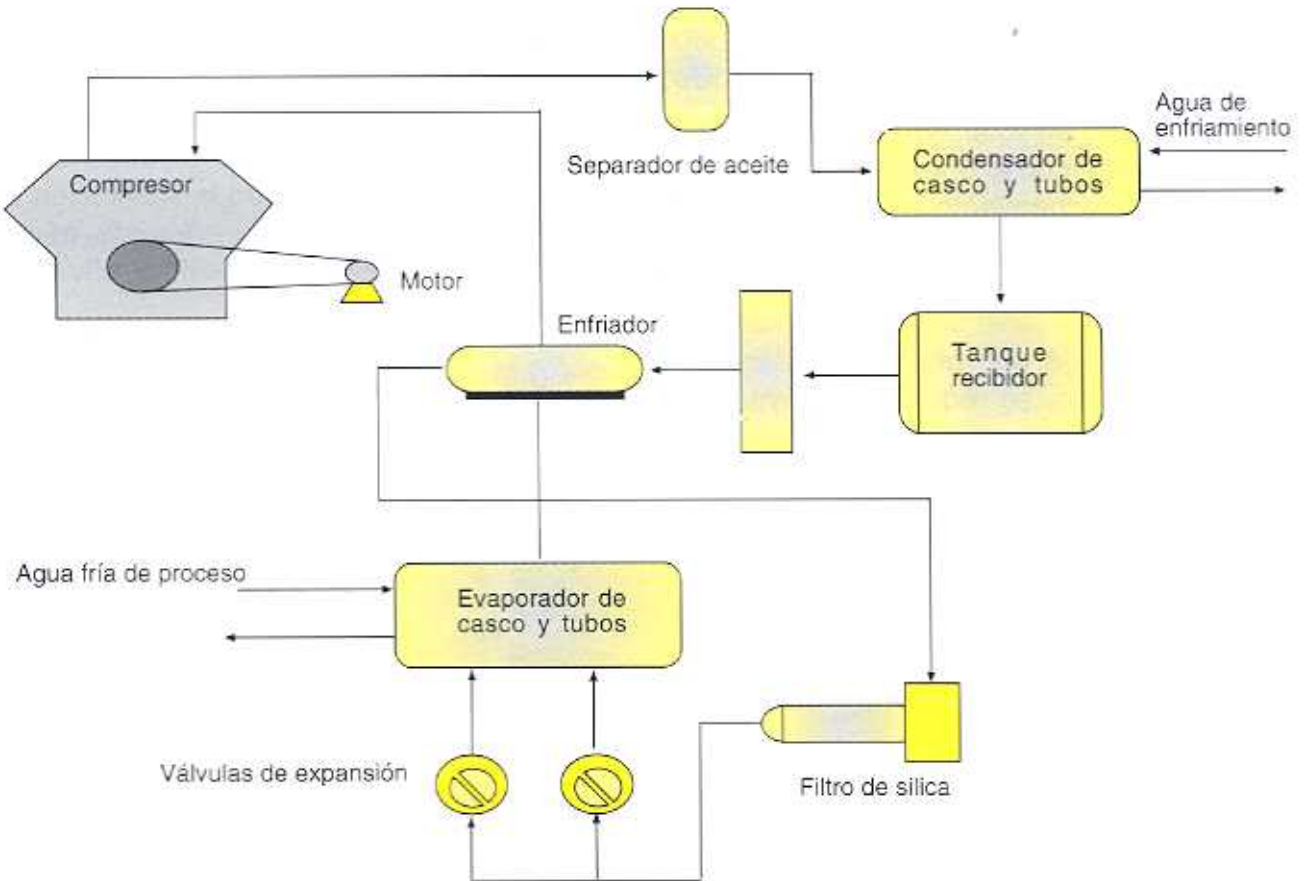 Agua de
enfriamiento
Separador de aceite
Condensador de
casco y tubos
Compresor
Motor
Enfriador
Tanque
recibidor
Agua fría de proceso
Evaporador de
casco y tubos
Válvulas de expansión
Filtro de silica